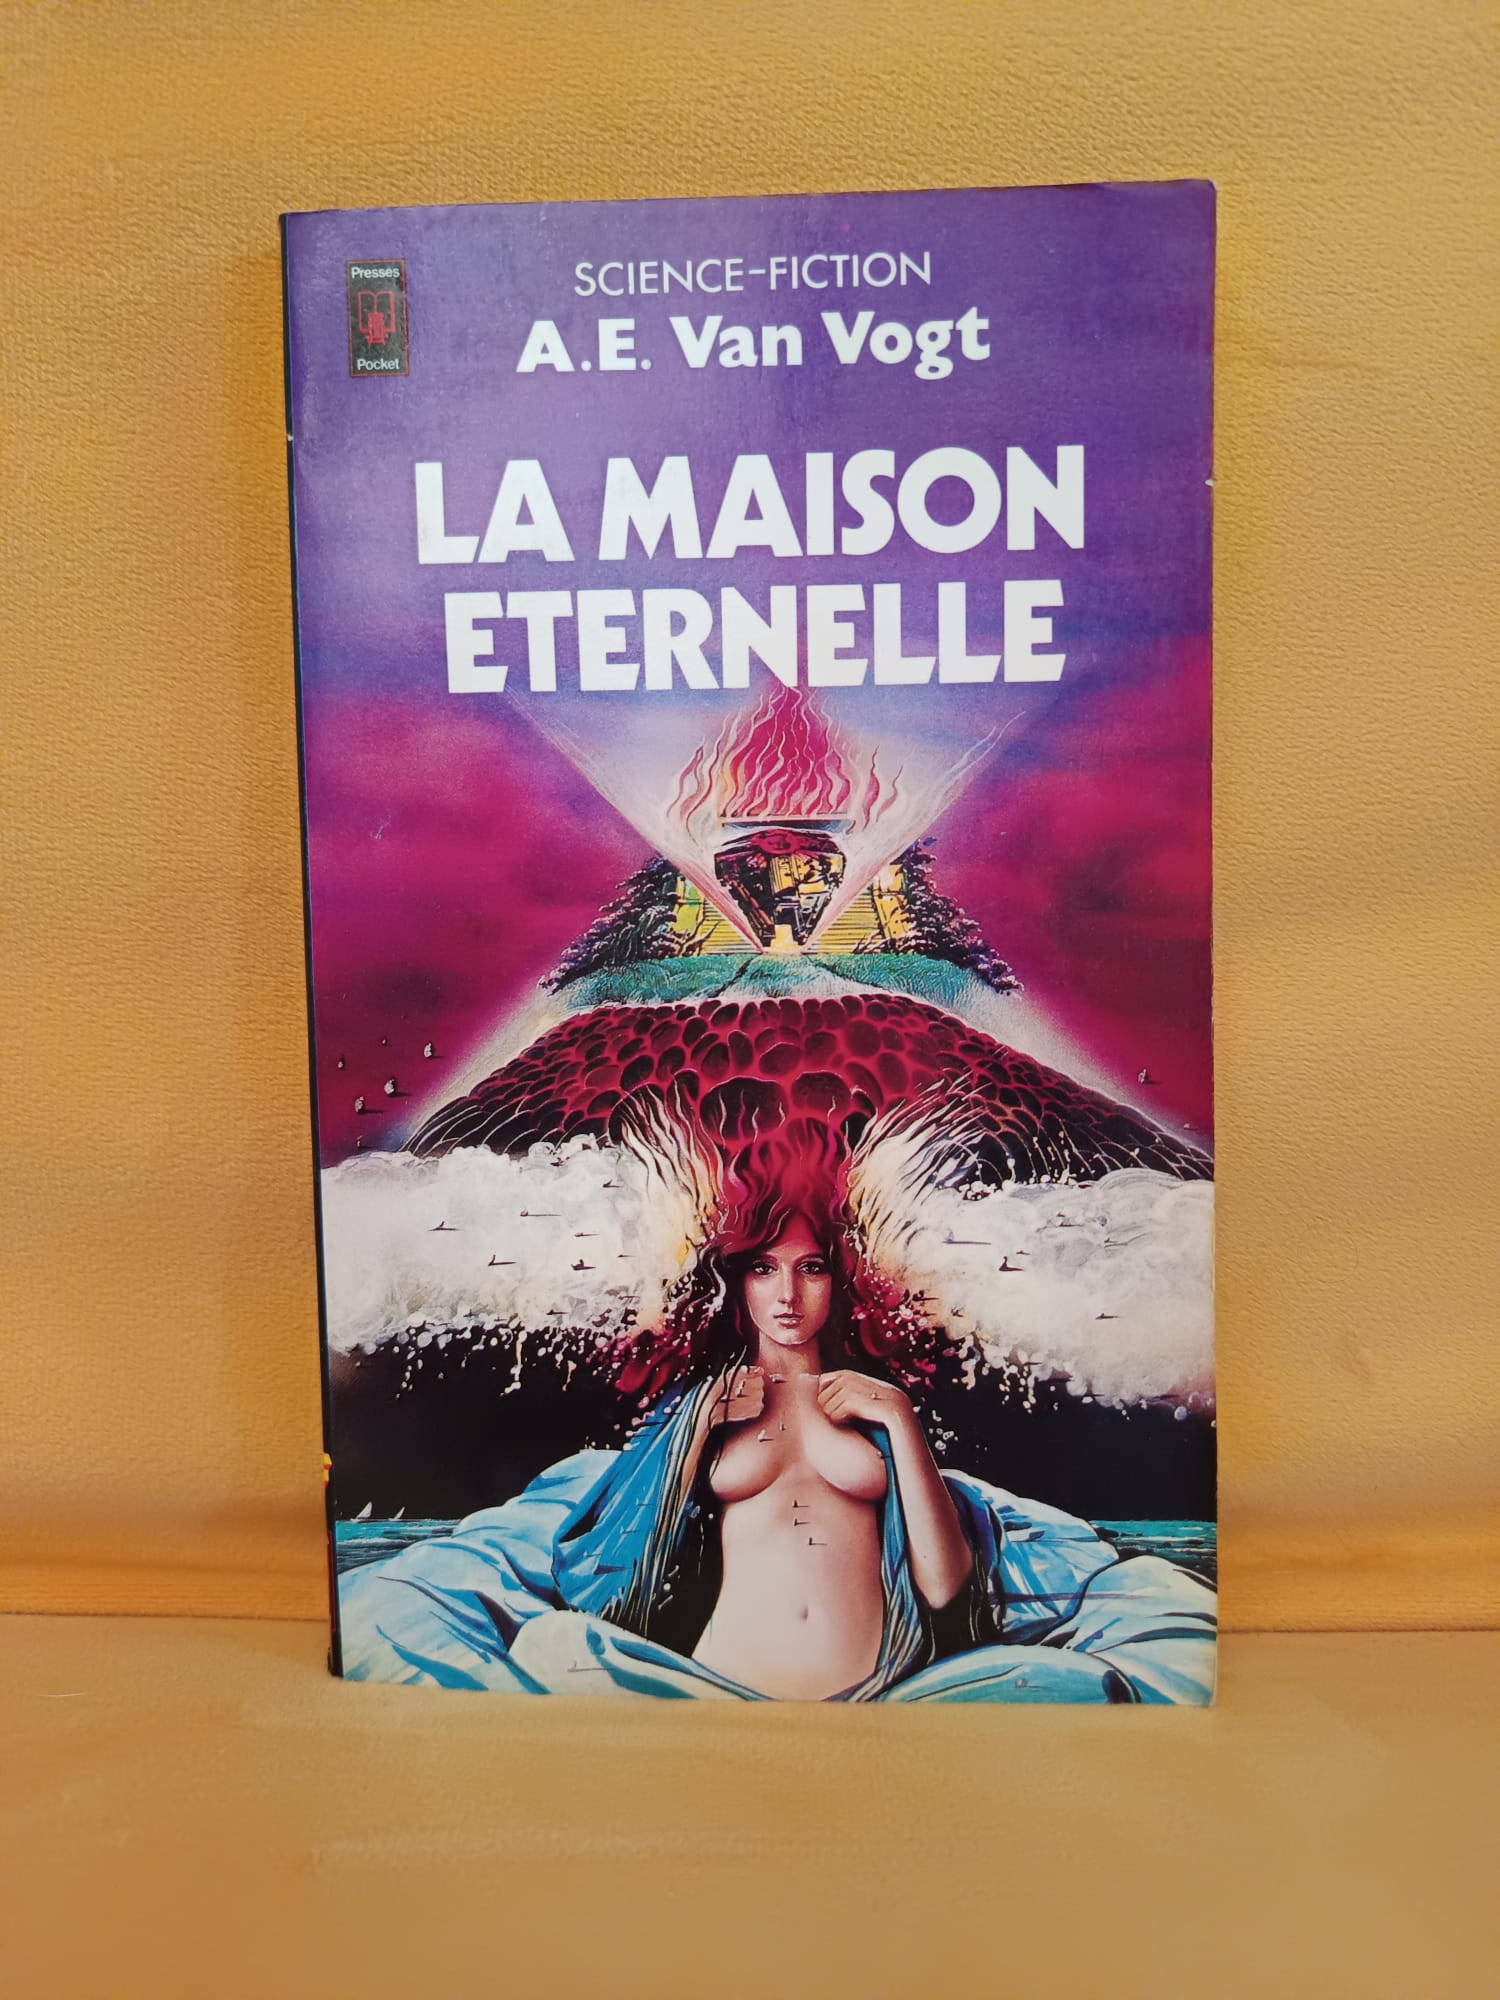 Presses
Pocket
SCIENCE-FICTION
A.E. Van Vogt
LA MAISON
ETERNELLE